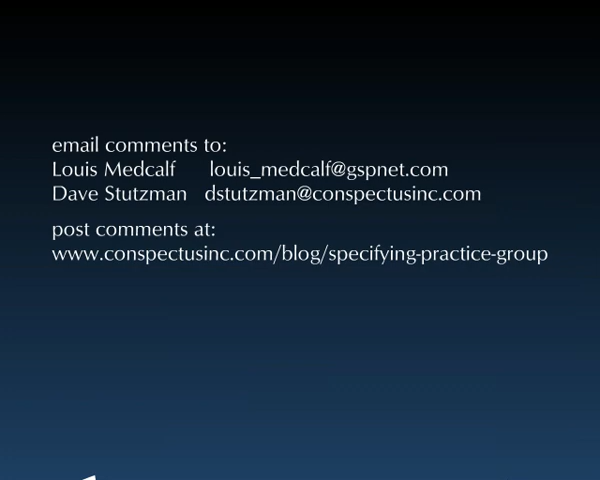 email comments to:
Louis Medcalf louis_medcalf@gspnet.com
Dave Stutzman dstutzman@conspectusinc.com
post comments at:
www.conspectusinc.com/blog/specifying-practice-group